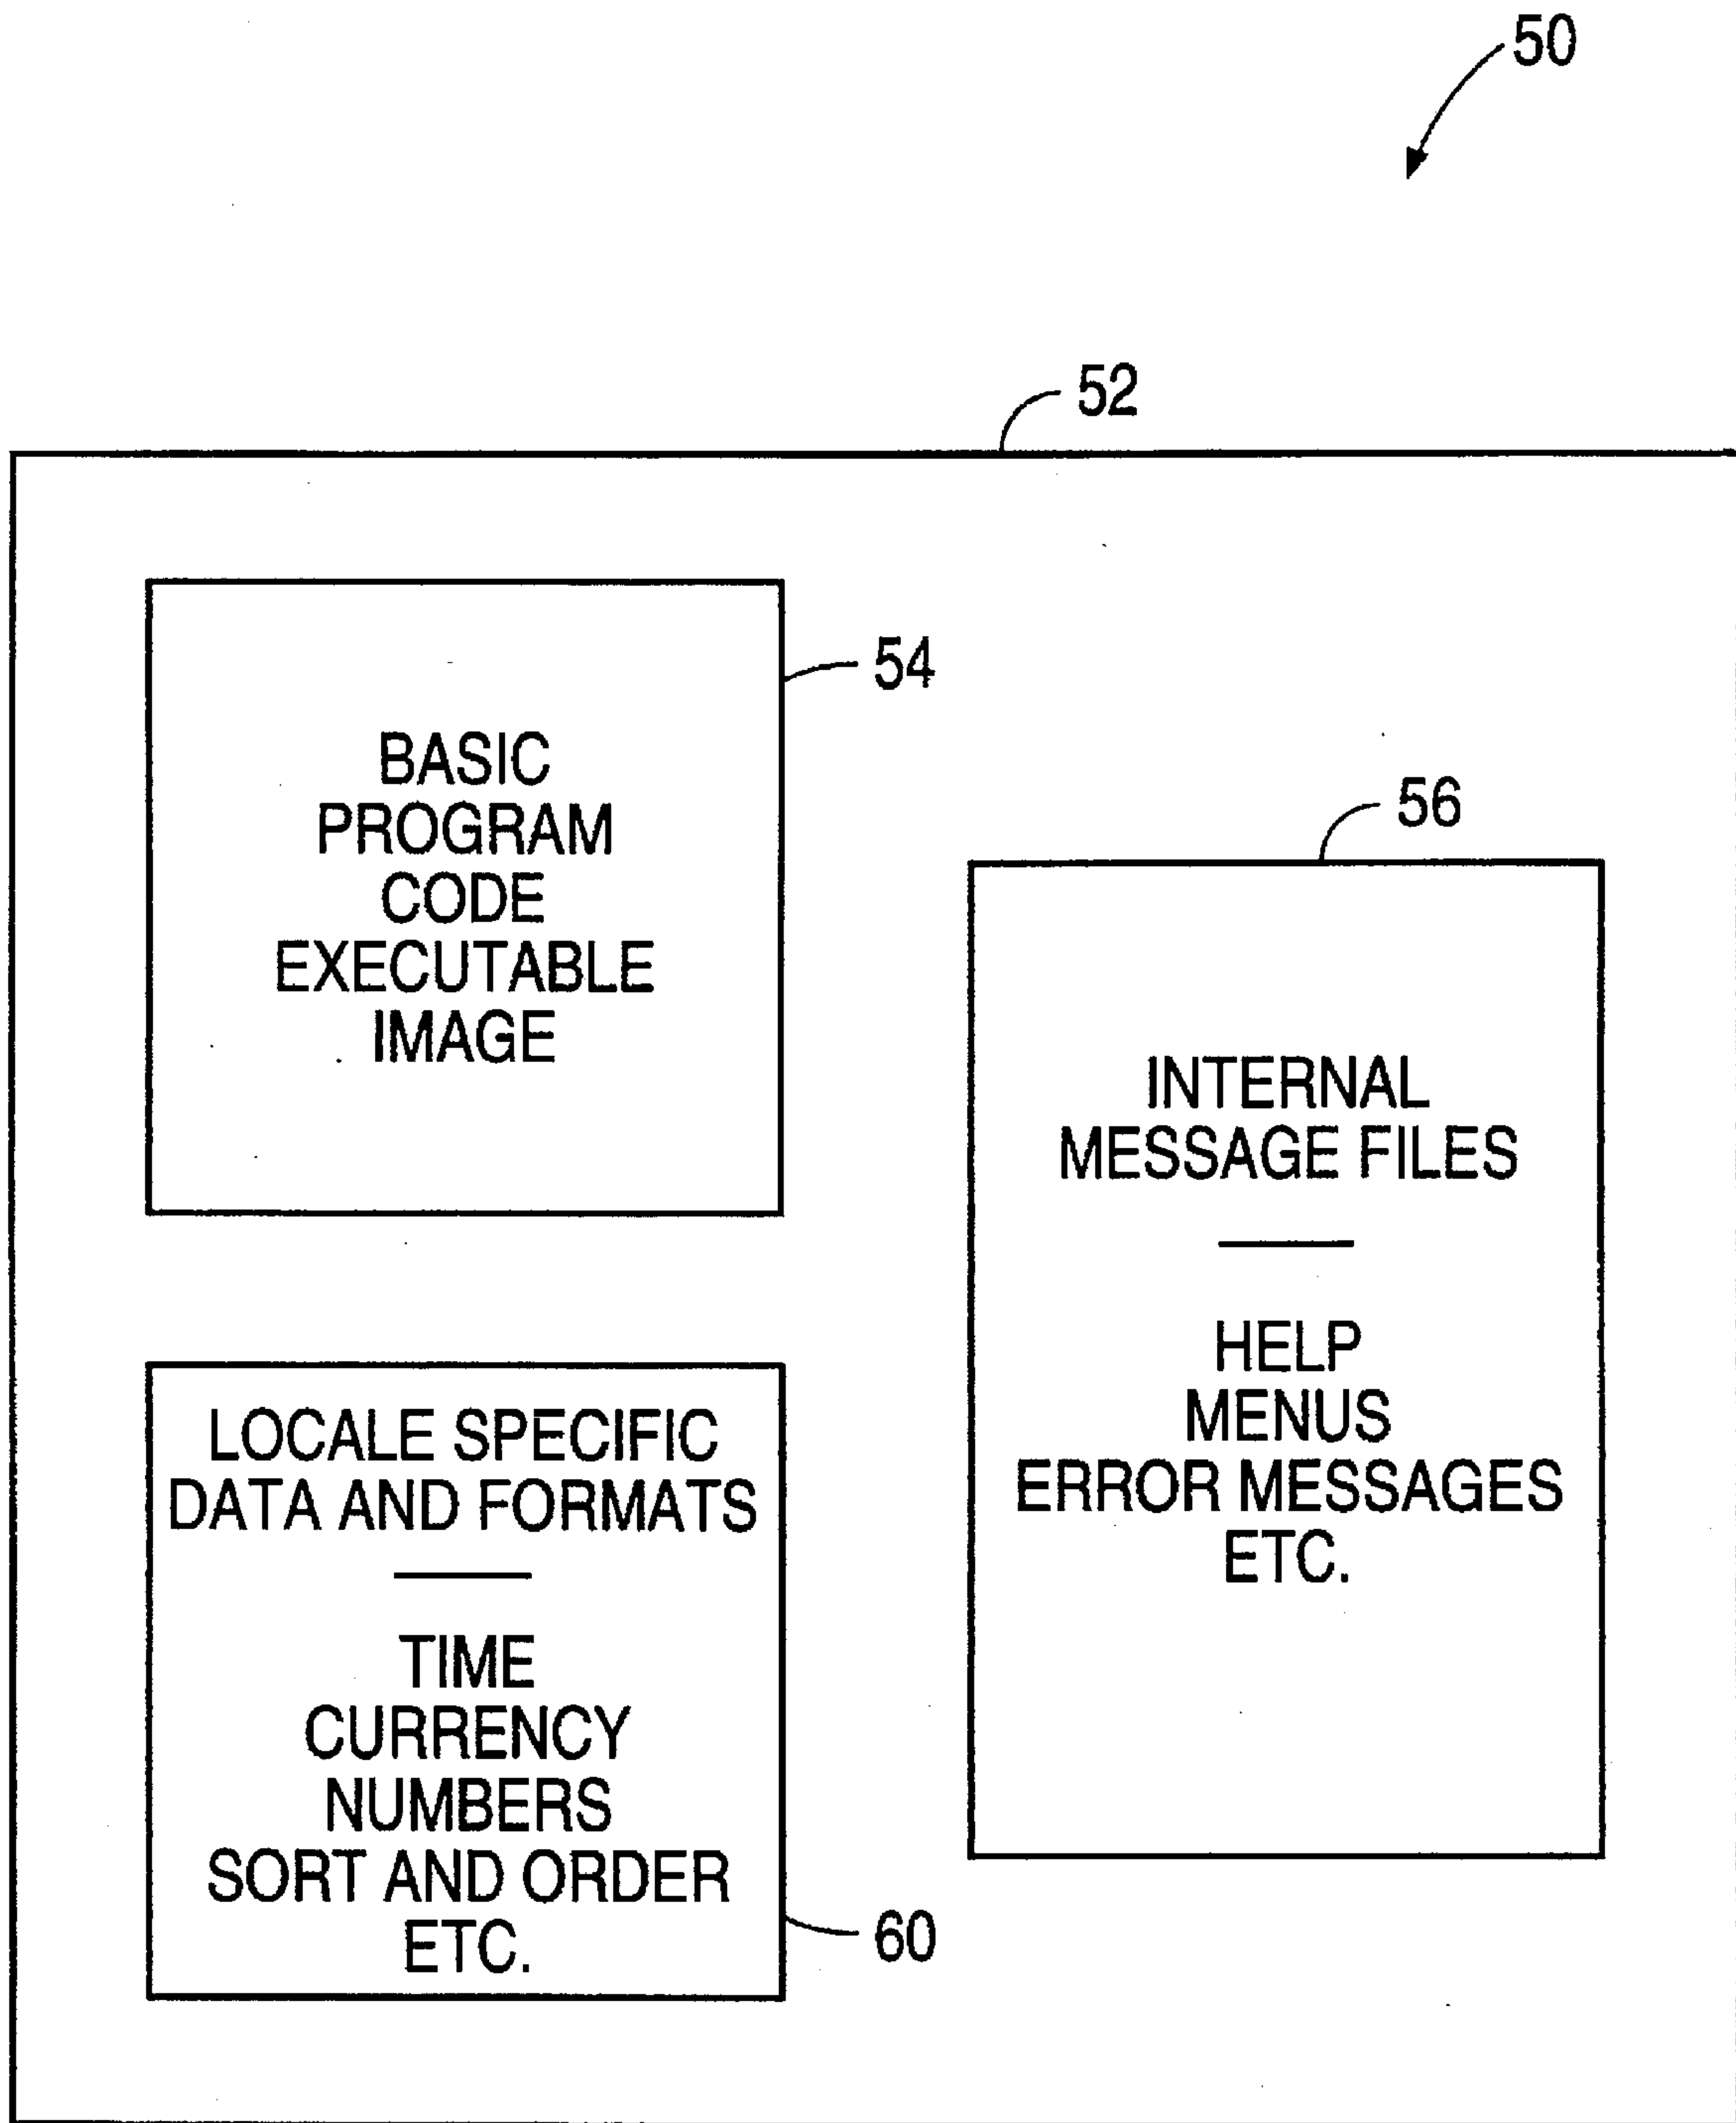 50
52
BASIC
PROGRAM
CODE
EXECUTABLE
IMAGE
54
56
INTERNAL
MESSAGE FILES
HELP
MENUS
ERROR MESSAGES
ETC.
LOCALE SPECIFIC
DATA AND FORMATS
TIME
CURRENCY
NUMBERS
SORT AND ORDER
ETC.
60